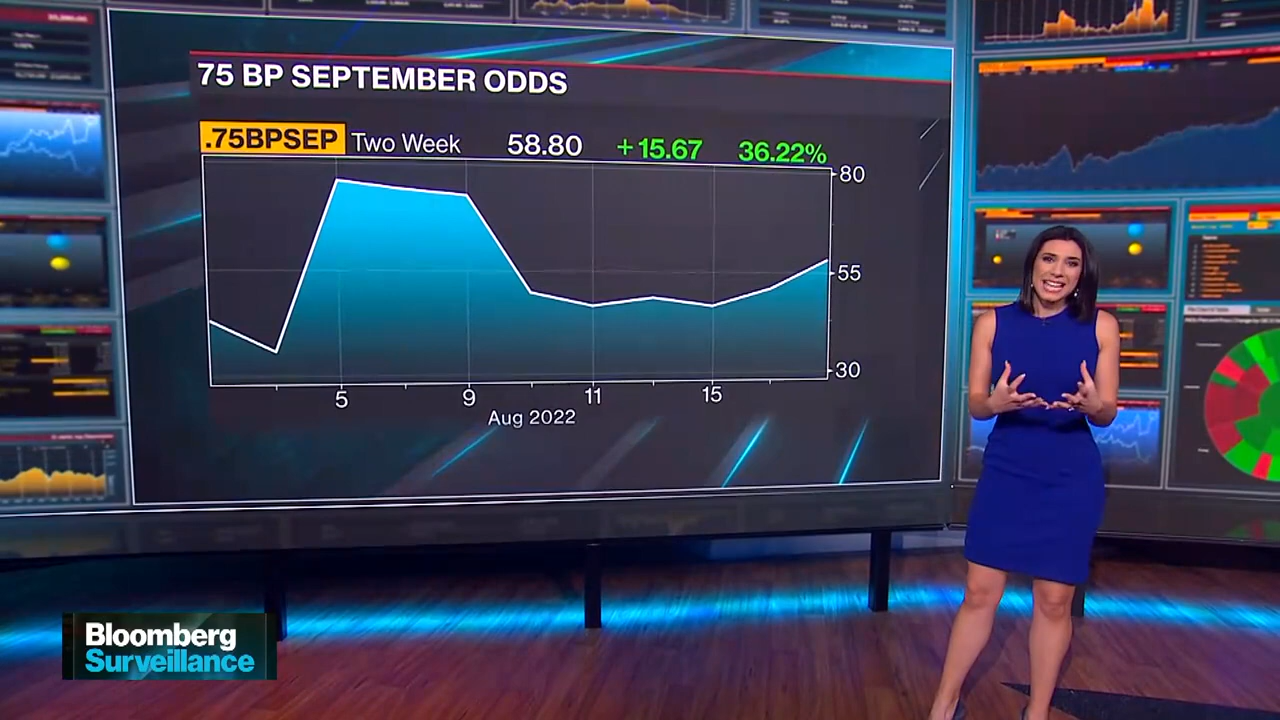 75 BP SEPTEMBER ODDS
.75BPSEP Two Week 58.80 +15.67 36.22%
80
55
30
5 9 11 15
Aug 2022
Bloomberg
Surveillance